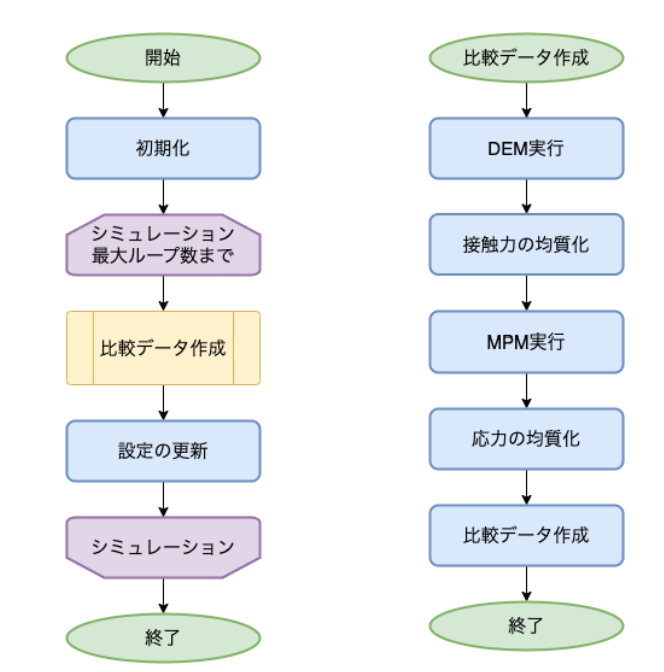 開始
初期化
シミュレーション
最大ループ数まで
比較データ作成
設定の更新
シミュレーション
終了
比較データ作成
DEM実行
接触力の均質化
MPM実行
応力の均質化
比較データ作成
終了